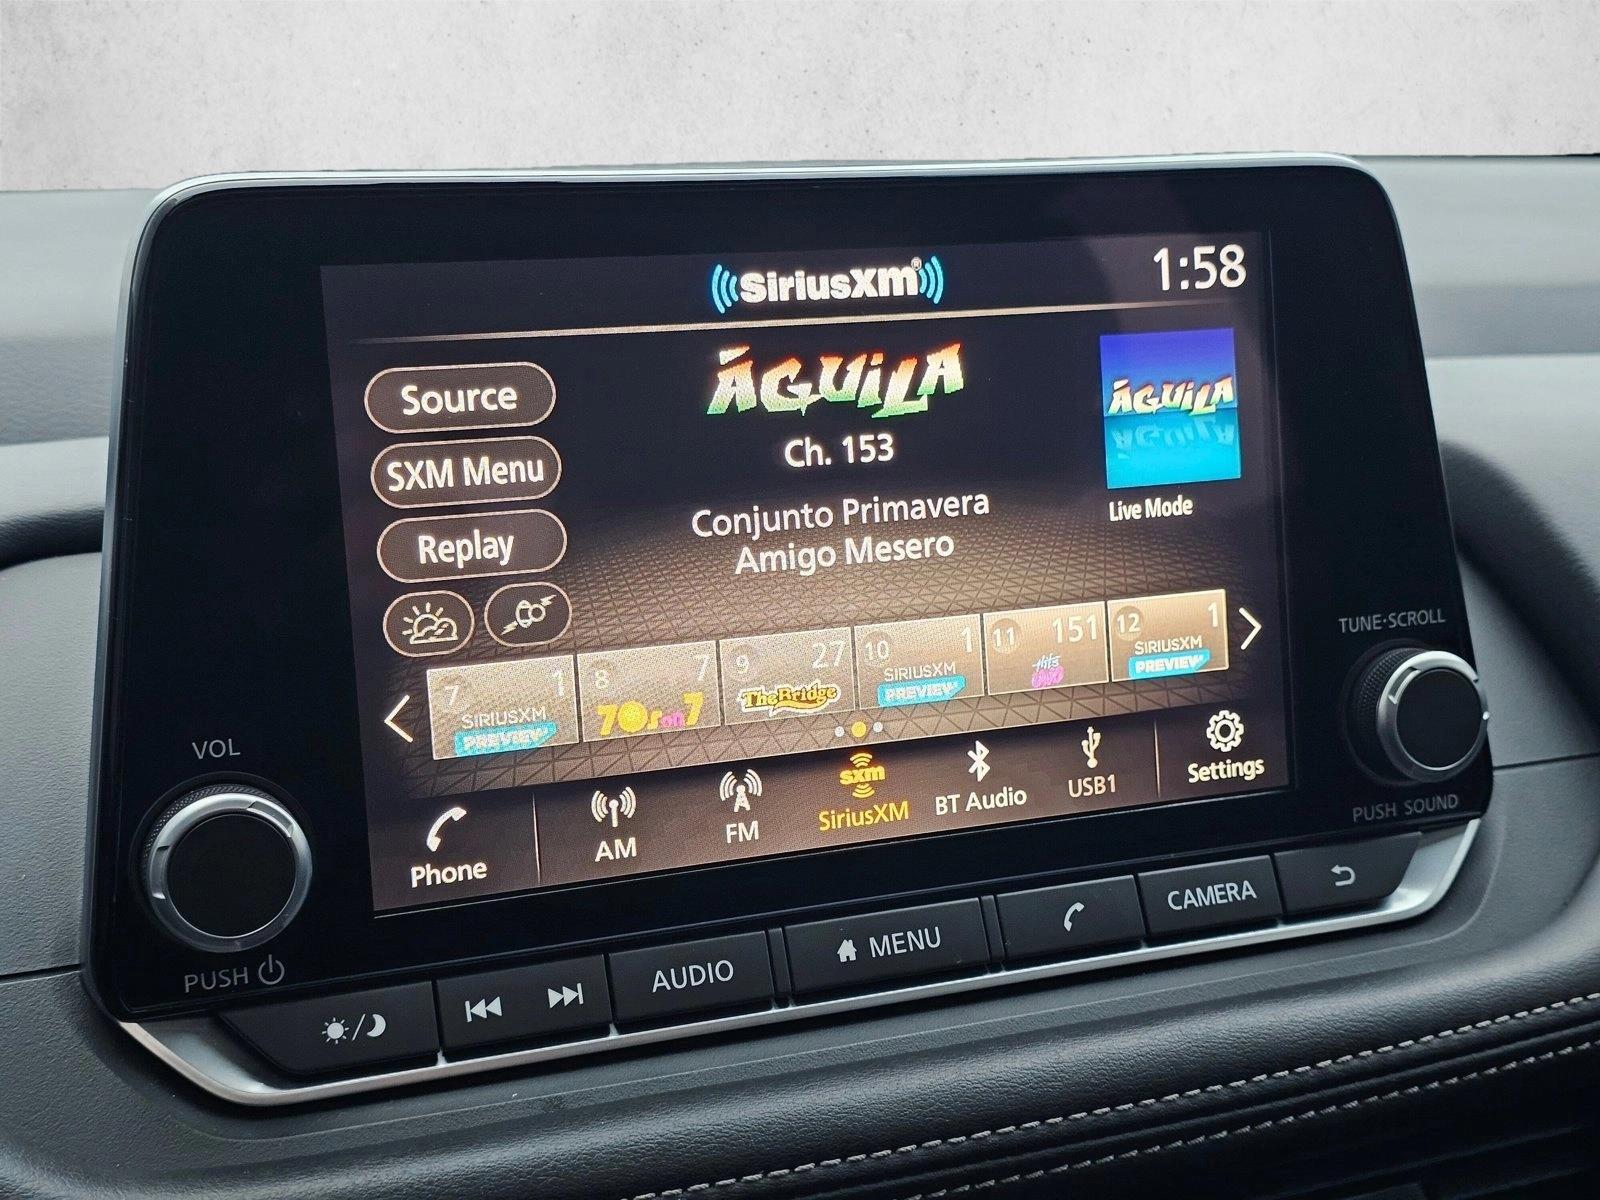 SiriusXm®
1:58
ÁGUiLA
Ch. 153
Conjunto Primavera
Amigo Mesero
Source
SXM Menu
Replay
ÁGUiLA
Live Mode
7 1
SIRIUSXM
PREVIEW
8 7
70s on 7
9 27
The Bridge
10 1
SIRIUSXM
PREVIEW
11 151
Hits
12 1
SIRIUSXM
PREVIEW
Phone
AM
FM
sxm
SiriusXM
BT Audio
USB1
Settings
VOL
PUSH
TUNE·SCROLL
PUSH SOUND
AUDIO
MENU
CAMERA